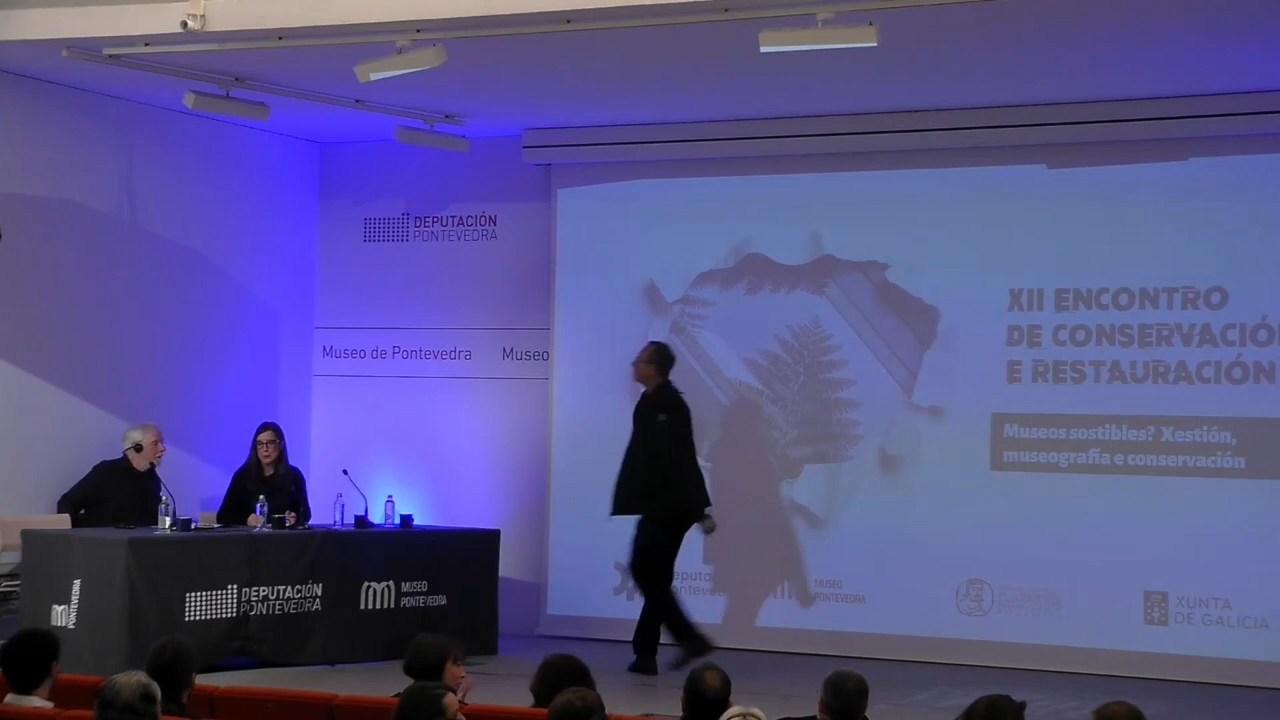 DEPUTACIÓN
PONTEVEDRA
Museo de Pontevedra Museo
XII ENCONTRO
DE CONSERVACIÓN
E RESTAURACIÓN
Museos sostibles? Xestión,
museografía e conservación
MUSEO
PONTEVEDRA
XUNTA
DE GALICIA
PONTEVEDRA
DEPUTACIÓN
PONTEVEDRA
MUSEO
PONTEVEDRA